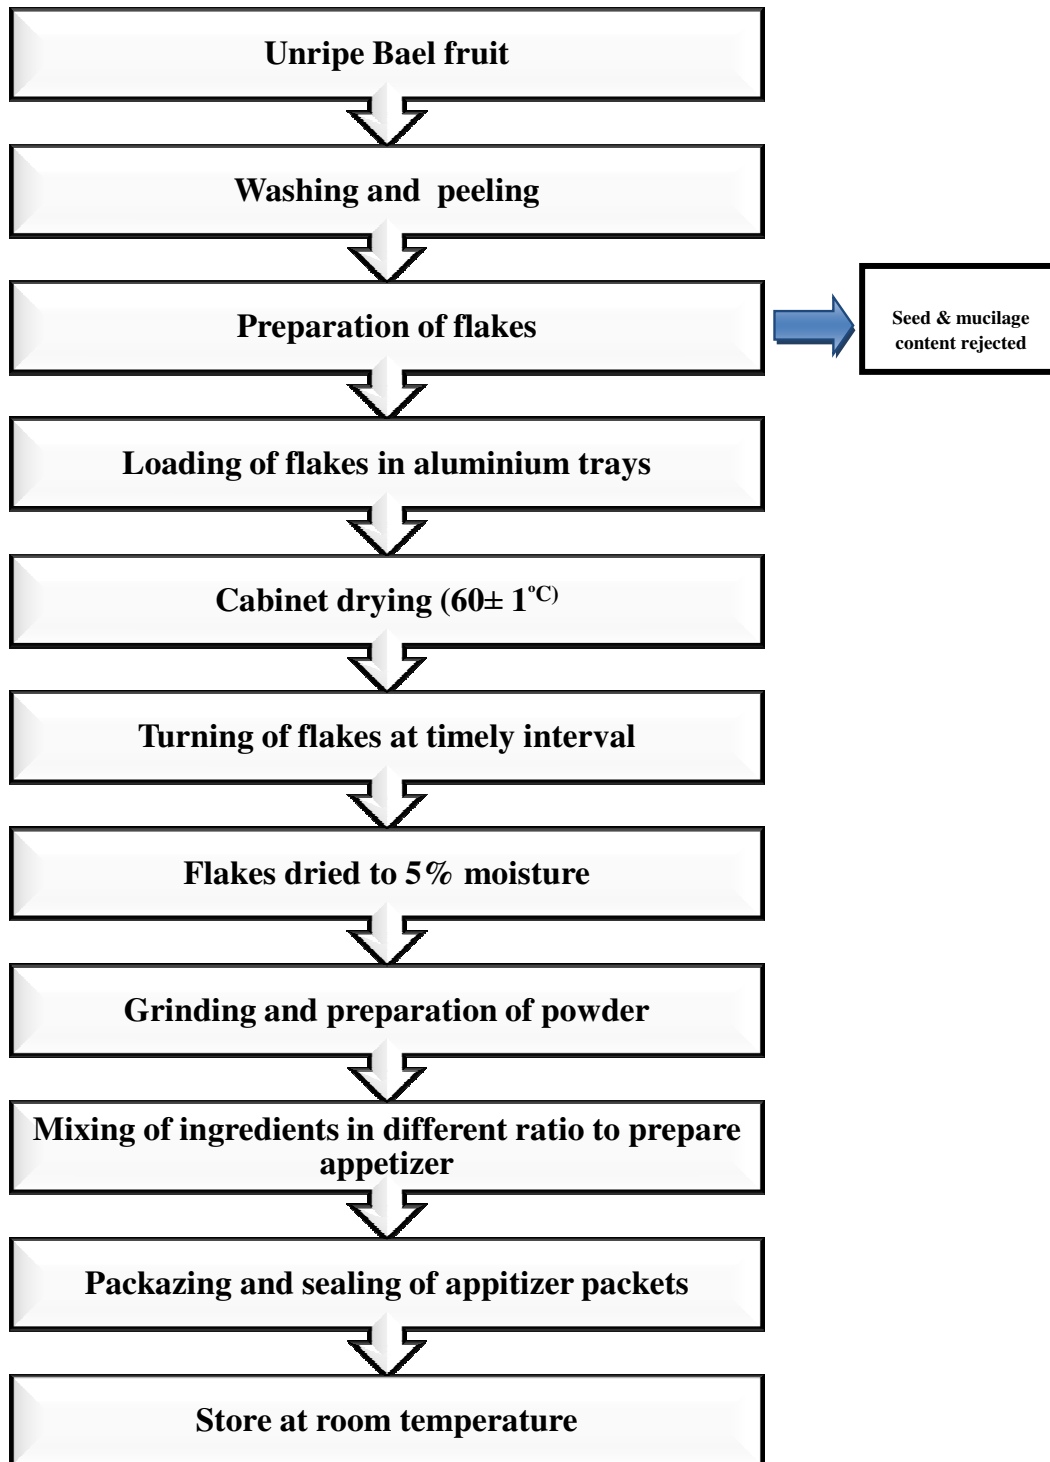 Unripe Bael fruit
Washing and  peeling
Preparation of flakes
Seed & mucilage
content rejected
Loading of flakes in aluminium trays
Cabinet drying (60± 1°C)
Turning of flakes at timely interval
Flakes dried to 5% moisture
Grinding and preparation of powder
Mixing of ingredients in different ratio to prepare
appetizer
Packazing and sealing of appitizer packets
Store at room temperature